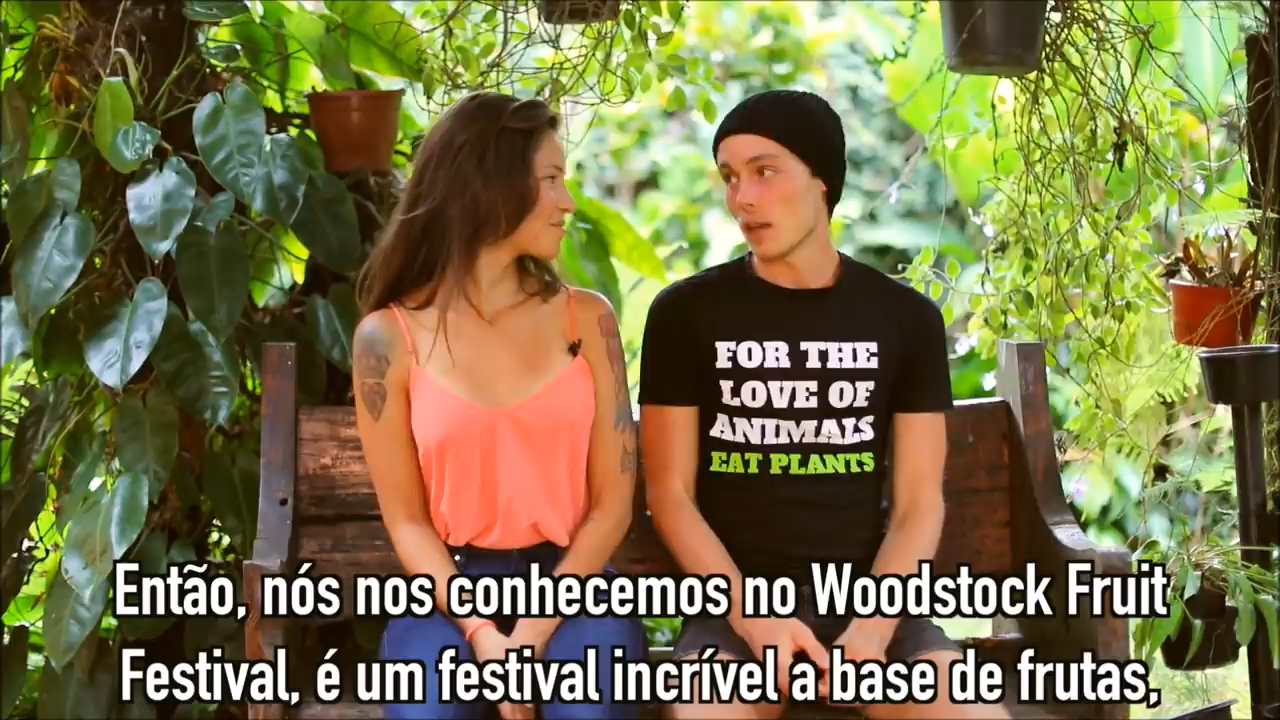 FOR THE
LOVE OF
ANIMALS
EAT PLANTS
Então, nós nos conhecemos no Woodstock Fruit
Festival, é um festival incrível a base de frutas,